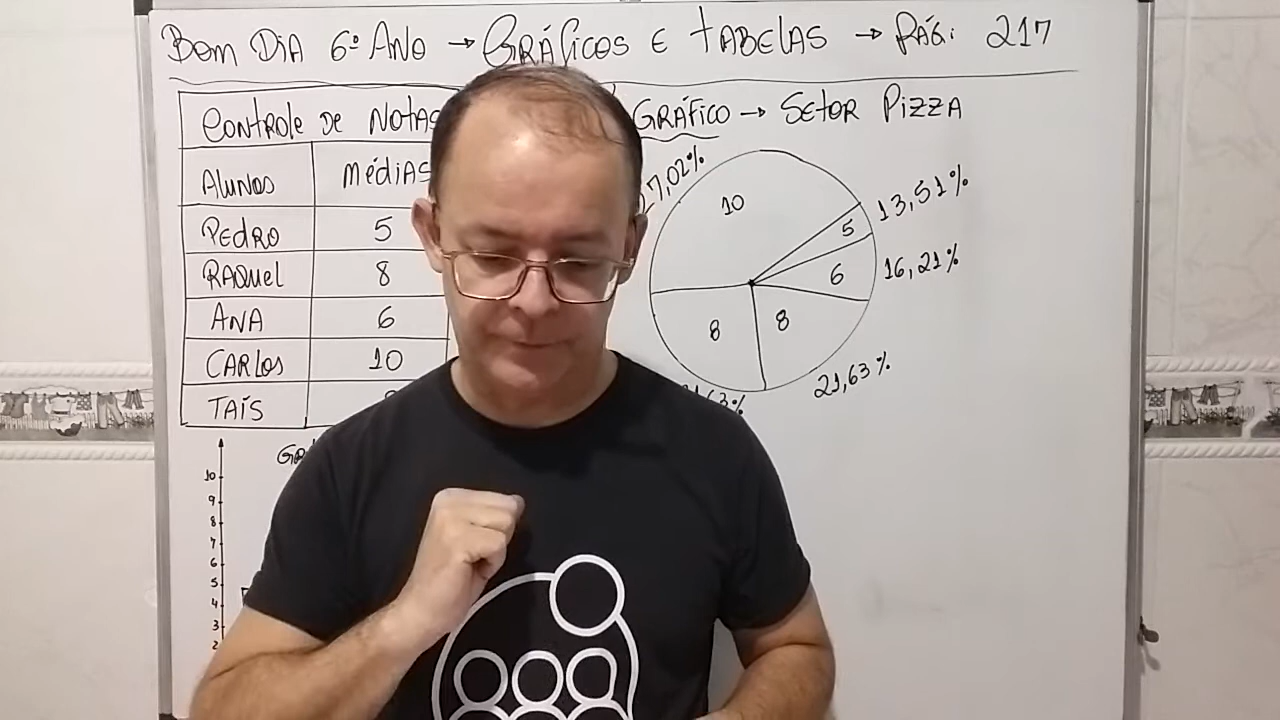 Bom Dia 6º Ano → Gráficos e tabelas → Pág: 217
Controle de Notas
Alunos Médias
Pedro 5
Raquel 8
Ana 6
Carlos 10
Taís
Gráfico → Setor Pizza
27,02%
10
13,51%
5
16,21%
6
8
8
21,63%
10
9
8
7
6
5
4
3
2